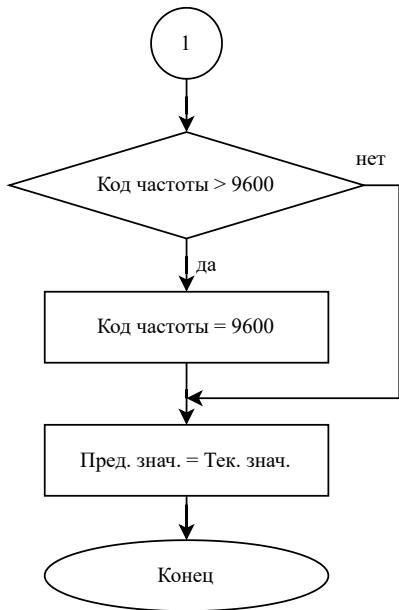 1
Код частоты > 9600
нет
да
Код частоты = 9600
Пред. знач. = Тек. знач.
Конец